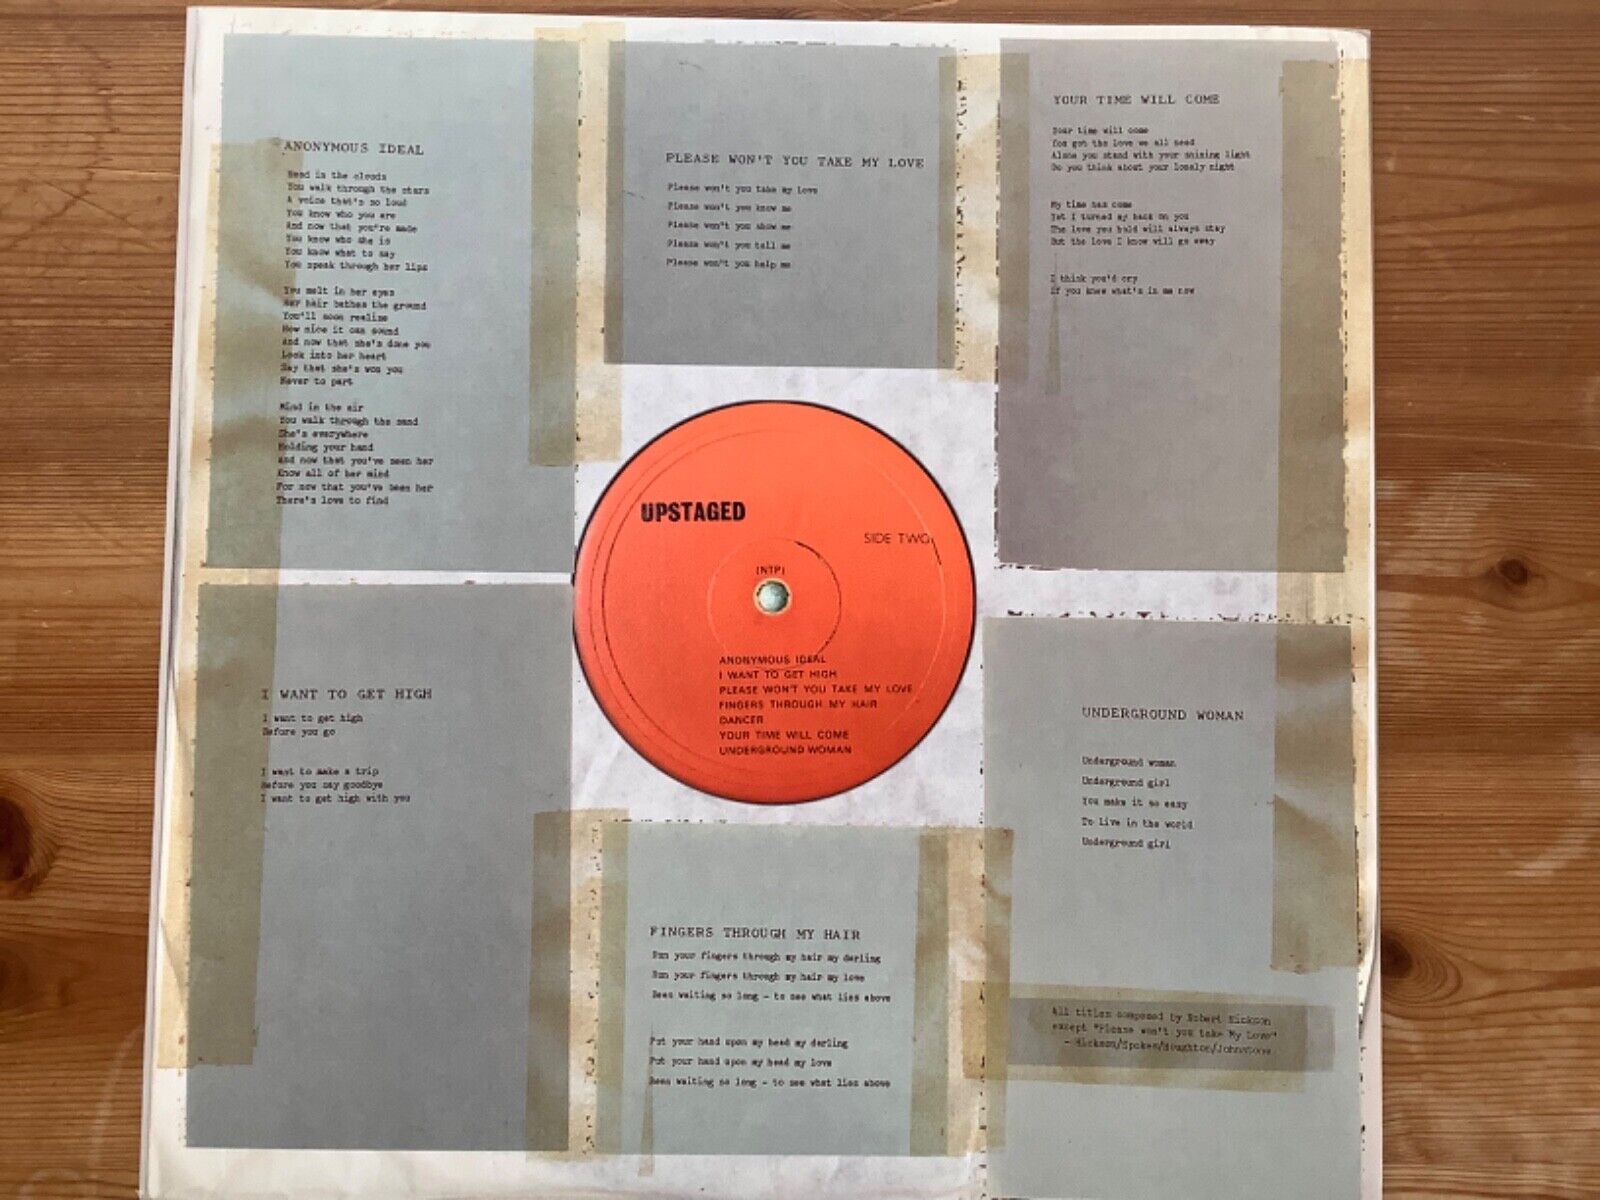 ANONYMOUS IDEAL
Head in the clouds
You walk through the stars
A voice that's so loud
You know who you are
And now that you're made
You know who she is
You know what to say
You speak through her lips
You melt in her eyes
Her hair bathes the ground
You'll soon realise
How nice it can sound
And now that she's done you
Look into her heart
Say that she's won you
Never to part
Mind in the air
You walk through the sand
She's everywhere
Holding your hand
And now that you've seen her
Know all of her mind
For now that you've been her
There's love to find
PLEASE WON'T YOU TAKE MY LOVE
Please won't you take my love
Please won't you know me
Please won't you show me
Please won't you tell me
Please won't you help me
YOUR TIME WILL COME
Your time will come
You got the love we all need
Alone you stand with your shining light
Do you think about your lonely night
My time has come
Yet I turned my back on you
The love you hold will always stay
But the love I know will go away
I think you'd cry
If you knew what's in me now
UPSTAGED
SIDE TWO
(NTP)
ANONYMOUS IDEAL
I WANT TO GET HIGH
PLEASE WON'T YOU TAKE MY LOVE
FINGERS THROUGH MY HAIR
DANCER
YOUR TIME WILL COME
UNDERGROUND WOMAN
I WANT TO GET HIGH
I want to get high
Before you go
I want to make a trip
Before you say goodbye
I want to get high with you
FINGERS THROUGH MY HAIR
Run your fingers through my hair my darling
Run your fingers through my hair my love
Been waiting so long - to see what lies above
Put your hand upon my head my darling
Put your hand upon my head my love
Been waiting so long - to see what lies above
UNDERGROUND WOMAN
Underground woman
Underground girl
You make it so easy
To live in the world
Underground girl
All titles composed by Robert Hickson
except "Please won't you take My Love"
- Hickson/Spoken/Houghton/Johnstone